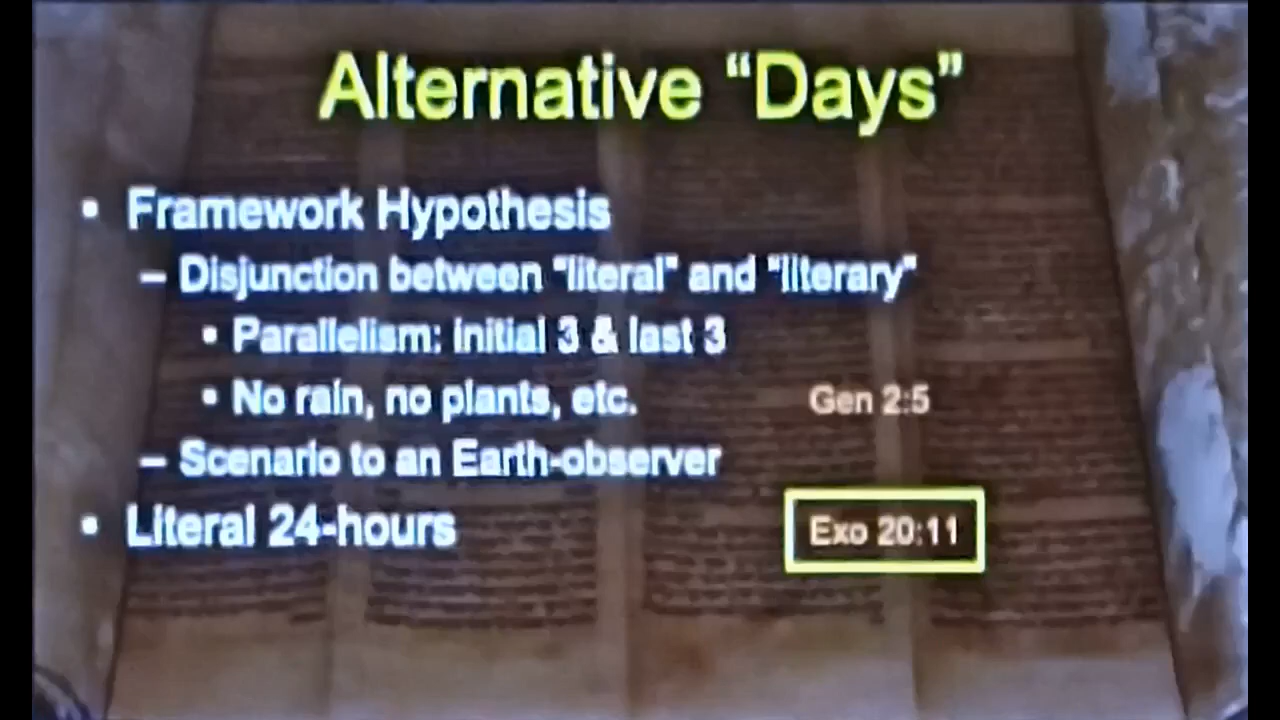 Alternative “Days”
• Framework Hypothesis
– Disjunction between "literal" and "literary"
• Parallelism: initial 3 & last 3
• No rain, no plants, etc. Gen 2:5
– Scenario to an Earth-observer
• Literal 24-hours Exo 20:11